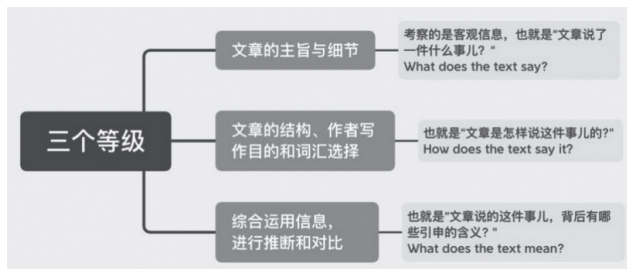 三个等级
文章的主旨与细节
考察的是客观信息，也就是"文章说了
一件什么事儿？"
What does the text say?
文章的结构、作者写
作目的和词汇选择
也就是"文章是怎样说这件事儿的?"
How does the text say it?
综合运用信息，
进行推断和对比
也就是"文章说的这件事儿，背后有哪
些引申的含义？"
What does the text mean?